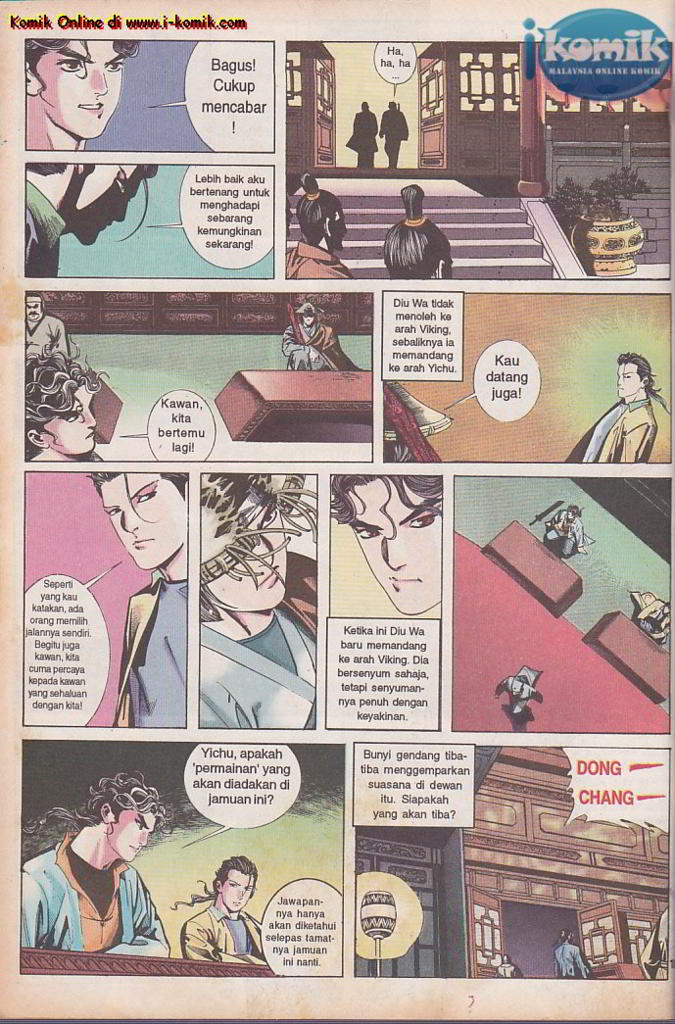 Komik Online di www.i-komik.com
ikomik
MALAYSIA ONLINE KOMIK
Bagus!
Cukup
mencabar
!
Ha,
ha, ha
...
Lebih baik aku
bertenang untuk
menghadapi
sebarang
kemungkinan
sekarang!
Kawan,
kita
bertemu
lagi!
Diu Wa tidak
menoleh ke
arah Viking,
sebaliknya ia
memandang
ke arah Yichu.
Kau
datang
juga!
Seperti
yang kau
katakan, ada
orang memilih
jalannya sendiri.
Begitu juga
kawan, kita
cuma percaya
kepada kawan
yang sehaluan
dengan kita!
Ketika ini Diu Wa
baru memandang
ke arah Viking. Dia
bersenyum sahaja,
tetapi senyuman-
nya penuh dengan
keyakinan.
Yichu, apakah
'permainan' yang
akan diadakan di
jamuan ini?
Jawapan-
nya hanya
akan diketahui
selepas tamat-
nya jamuan
ini nanti.
Bunyi gendang tiba-
tiba menggemparkan
suasana di dewan
itu. Siapakah
yang akan tiba?
DONG —
CHANG —